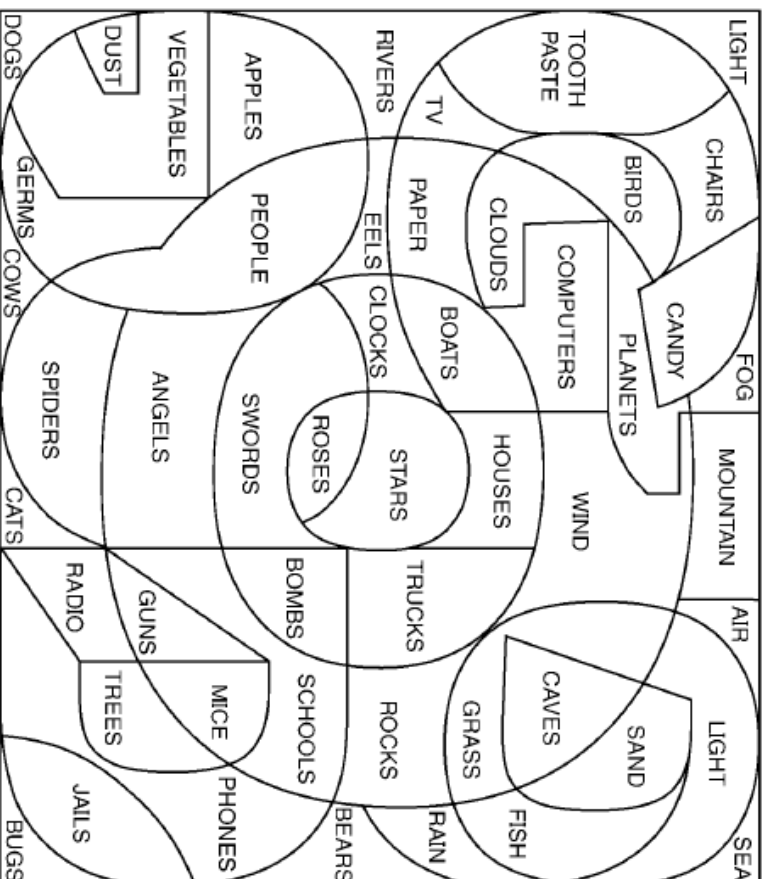 LIGHT
FOG
AIR
SEA
MOUNTAIN
CHAIRS
LIGHT
CANDY
BIRDS
PLANETS
SAND
TOOTH
PASTE
COMPUTERS
WIND
CAVES
CLOUDS
HOUSES
FISH
GRASS
BOATS
TV
PAPER
TRUCKS
RAIN
STARS
ROCKS
RIVERS
EELS
CLOCKS
BEARS
ROSES
SCHOOLS
BOMBS
APPLES
PEOPLE
SWORDS
PHONES
MICE
VEGETABLES
ANGELS
GUNS
DUST
TREES
RADIO
JAILS
SPIDERS
GERMS
DOGS
COWS
CATS
BUGS